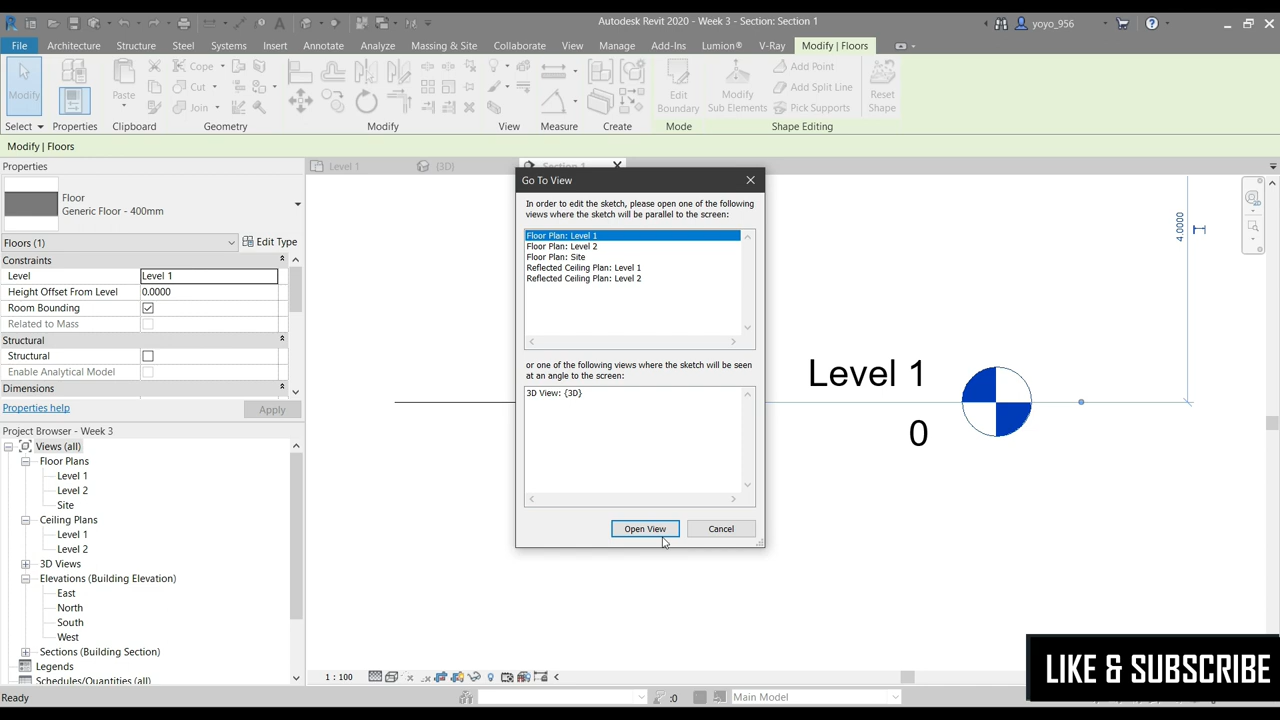 Autodesk Revit 2020 - Week 3 - Section: Section 1
yoyo_956
File Architecture Structure Steel Systems Insert Annotate Analyze Massing & Site Collaborate View Manage Add-Ins Lumion® V-Ray Modify | Floors
Modify
Paste
Cope
Cut
Join
Edit Boundary
Modify Sub Elements
Add Point
Add Split Line
Pick Supports
Reset Shape
Select Properties Clipboard Geometry Modify View Measure Create Mode Shape Editing
Modify | Floors
Properties
Level 1
{3D}
Section 1
Floor
Generic Floor - 400mm
Floors (1)
Edit Type
Constraints
Level Level 1
Height Offset From Level 0.0000
Room Bounding
Related to Mass
Structural
Structural
Enable Analytical Model
Dimensions
Properties help
Apply
Project Browser - Week 3
Views (all)
Floor Plans
Level 1
Level 2
Site
Ceiling Plans
Level 1
Level 2
3D Views
Elevations (Building Elevation)
East
North
South
West
Sections (Building Section)
Legends
Schedules/Quantities (all)
Go To View
In order to edit the sketch, please open one of the following
views where the sketch will be parallel to the screen:
Floor Plan: Level 1
Floor Plan: Level 2
Floor Plan: Site
Reflected Ceiling Plan: Level 1
Reflected Ceiling Plan: Level 2
or one of the following views where the sketch will be seen
at an angle to the screen:
3D View: {3D}
Open View
Cancel
4.0000
Level 1
0
1 : 100
LIKE & SUBSCRIBE
Ready
:0
Main Model